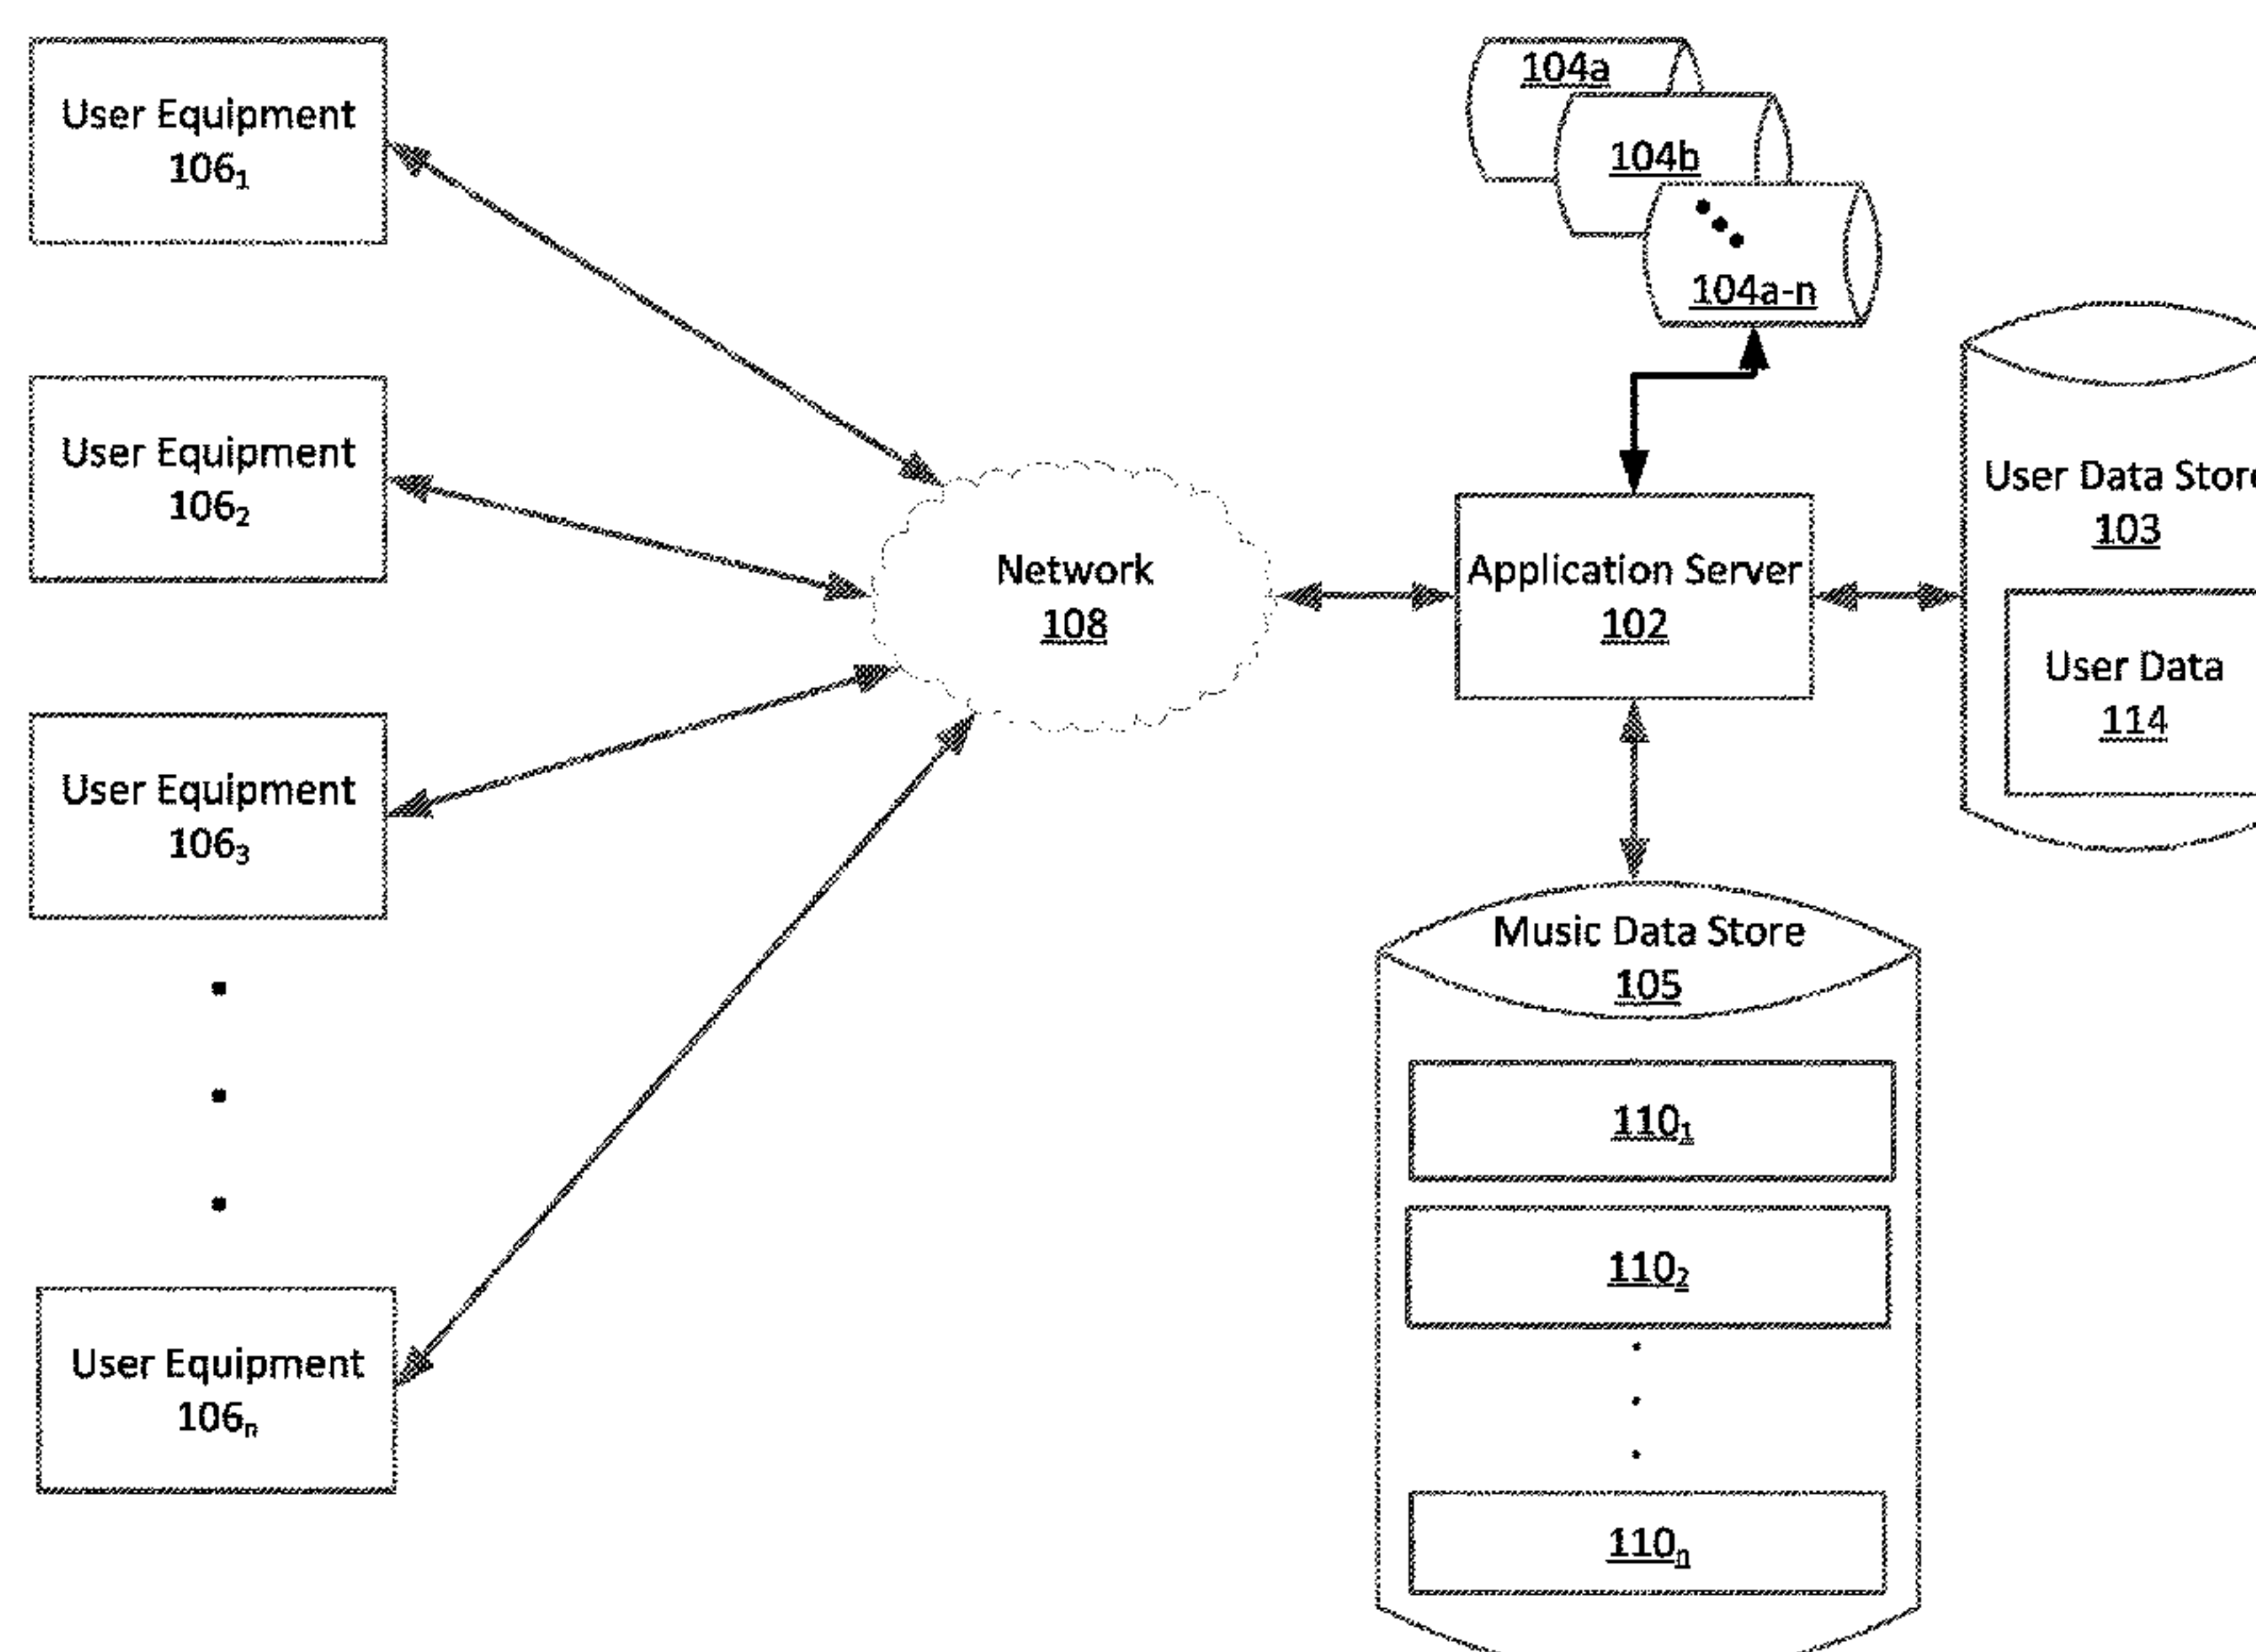 User Equipment
106₁
User Equipment
106₂
User Equipment
106₃
User Equipment
106ₙ
Network
108
104a
104b
104a-n
Application Server
102
User Data Store
103
User Data
114
Music Data Store
105
110₁
110₂
110ₙ